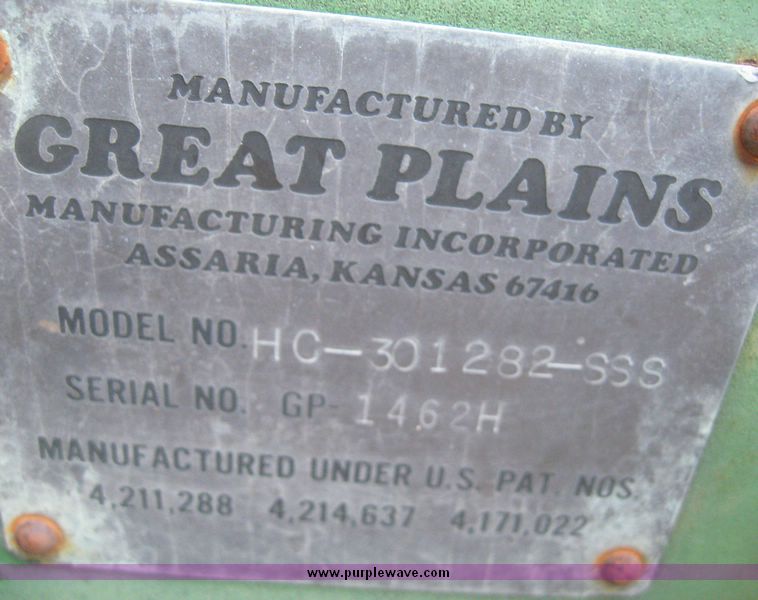 MANUFACTURED BY
GREAT PLAINS
MANUFACTURING INCORPORATED
ASSARIA, KANSAS 67416
MODEL NO. HC-301282-SSS
SERIAL NO. GP-1462H
MANUFACTURED UNDER U.S. PAT. NOS.
4,211,288 4,214,637 4,171,022
www.purplewave.com